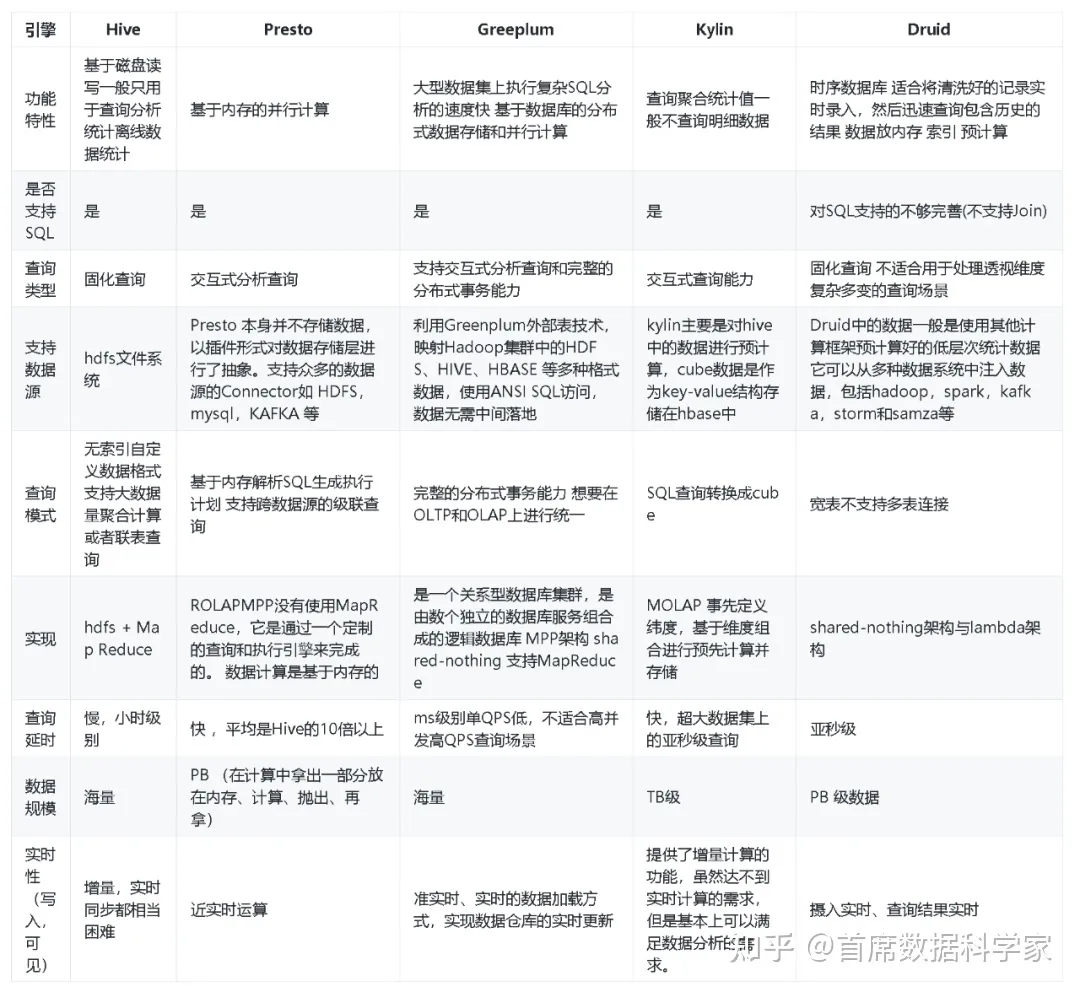 引擎
Hive
Presto
Greeplum
Kylin
Druid
功能
特性
基于磁盘读
写一般只用
于查询分析
统计离线数
据统计
基于内存的并行计算
大型数据集上执行复杂SQL分
析的速度快 基于数据库的分布
式数据存储和并行计算
查询聚合统计值一
般不查询明细数据
时序数据库 适合将清洗好的记录实
时录入，然后迅速查询包含历史的
结果 数据放内存 索引 预计算
是否
支持
SQL
是
是
是
是
对SQL支持的不够完善(不支持Join)
查询
类型
固化查询
交互式分析查询
支持交互式分析查询和完整的
分布式事务能力
交互式查询能力
固化查询 不适合用于处理透视维度
复杂多变的查询场景
支持
数据
源
hdfs文件系
统
Presto 本身并不存储数据，
以插件形式对数据存储层进
行了抽象。支持众多的数据
源的Connector如 HDFS，
mysql，KAFKA 等
利用Greenplum外部表技术，
映射Hadoop集群中的HDF
S、HIVE、HBASE 等多种格式
数据，使用ANSI SQL访问，
数据无需中间落地
kylin主要是对hive
中的数据进行预计
算，cube数据是作
为key-value结构存
储在hbase中
Druid中的数据一般是使用其他计
算框架预计算好的低层次统计数据
它可以从多种数据系统中注入数
据，包括hadoop，spark，kafk
a，storm和samza等
查询
模式
无索引自定
义数据格式
支持大数据
量聚合计算
或者联表查
询
基于内存解析SQL生成执行
计划 支持跨数据源的级联查
询
完整的分布式事务能力 想要在
OLTP和OLAP上进行统一
SQL查询转换成cub
e
宽表不支持多表连接
实现
hdfs + Ma
p Reduce
ROLAPMPP没有使用MapR
educe，它是通过一个定制
的查询和执行引擎来完成
的。 数据计算是基于内存的
是一个关系型数据库集群，是
由数个独立的数据库服务组合
成的逻辑数据库 MPP架构 sha
red-nothing 支持MapReduc
e
MOLAP 事先定义
纬度，基于维度组
合进行预先计算并
存储
shared-nothing架构与lambda架
构
查询
延时
慢，小时级
别
快 ，平均是Hive的10倍以上
ms级别单QPS低，不适合高并
发高QPS查询场景
快，超大数据集上
的亚秒级查询
亚秒级
数据
规模
海量
PB （在计算中拿出一部分放
在内存、计算、抛出、再
拿）
海量
TB级
PB 级数据
实时
性
（写
入，
可
见）
增量，实时
同步都相当
困难
近实时运算
准实时、实时的数据加载方
式，实现数据仓库的实时更新
提供了增量计算的
功能，虽然达不到
实时计算的需求，
但是基本上可以满
足数据分析的需
求。
摄入实时、查询结果实时
知乎 @首席数据科学家